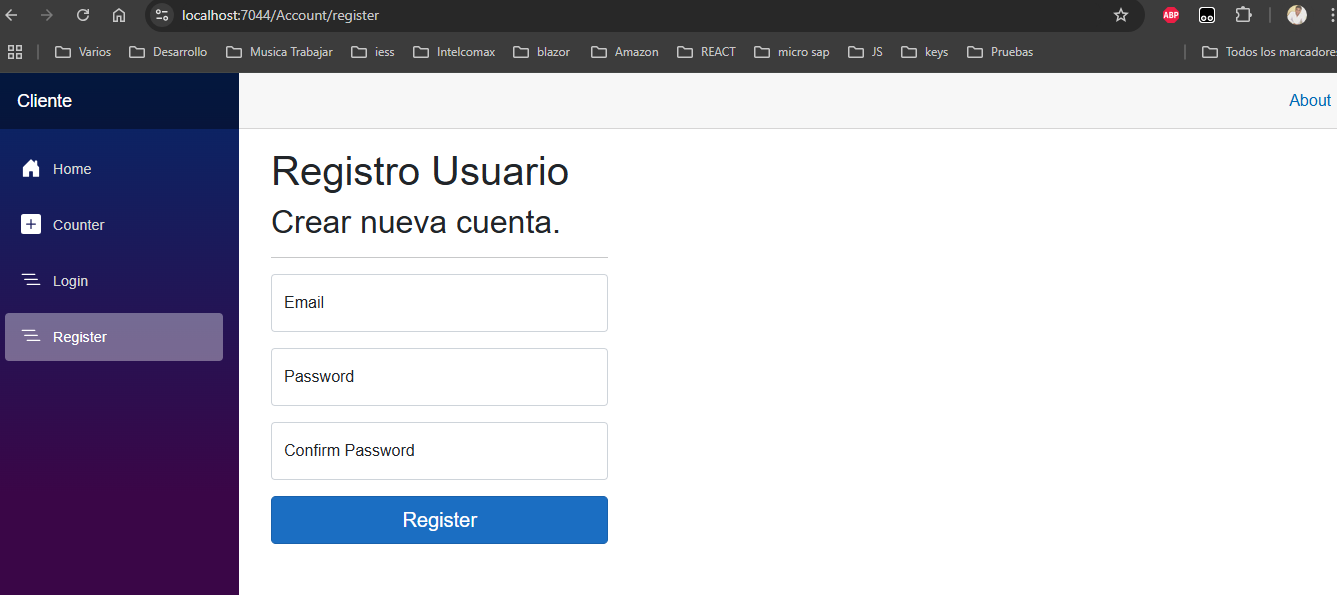 localhost:7044/Account/register
ABP
Varios Desarrollo Musica Trabajar iess Intelcomax blazor Amazon REACT micro sap JS keys Pruebas Todos los marcadore
Cliente
About
Home
Counter
Login
Register
Registro Usuario
Crear nueva cuenta.
Email
Password
Confirm Password
Register